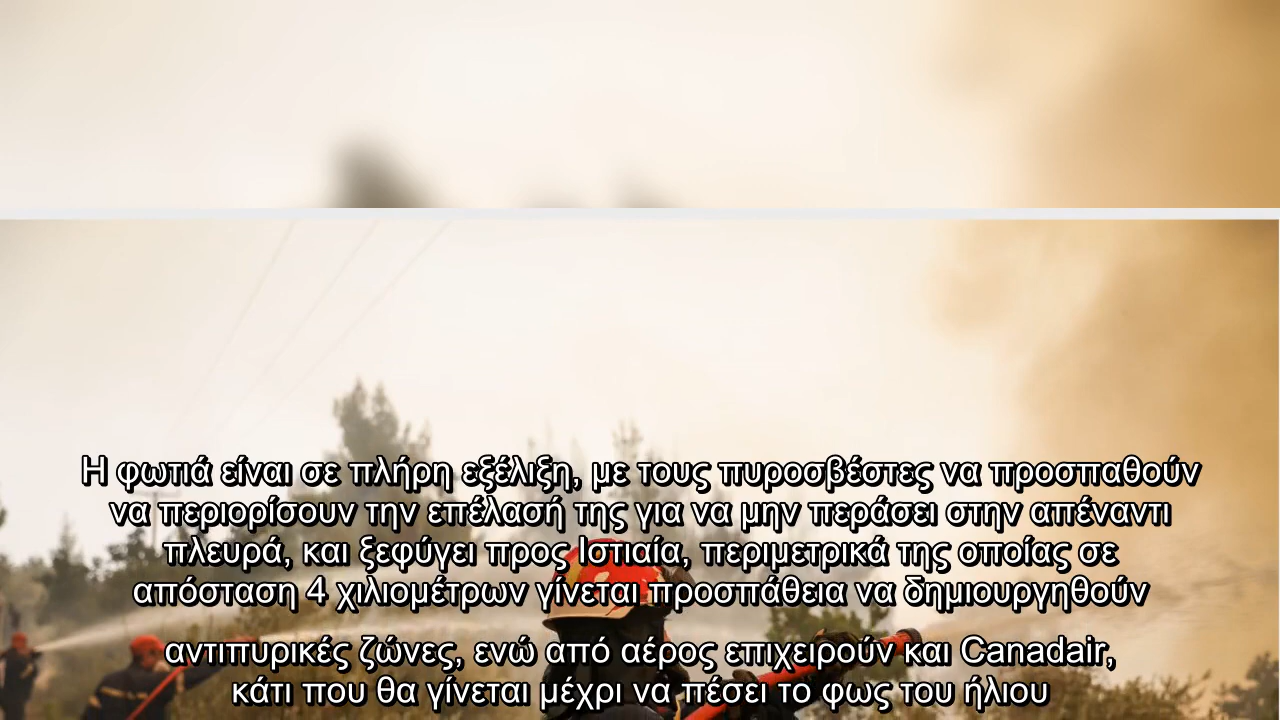 Η φωτιά είναι σε πλήρη εξέλιξη, με τους πυροσβέστες να προσπαθούν
να περιορίσουν την επέλασή της για να μην περάσει στην απέναντι
πλευρά, και ξεφύγει προς Ιστιαία, περιμετρικά της οποίας σε
απόσταση 4 χιλιομέτρων γίνεται προσπάθεια να δημιουργηθούν
αντιπυρικές ζώνες, ενώ από αέρος επιχειρούν και Canadair,
κάτι που θα γίνεται μέχρι να πέσει το φως του ήλιου